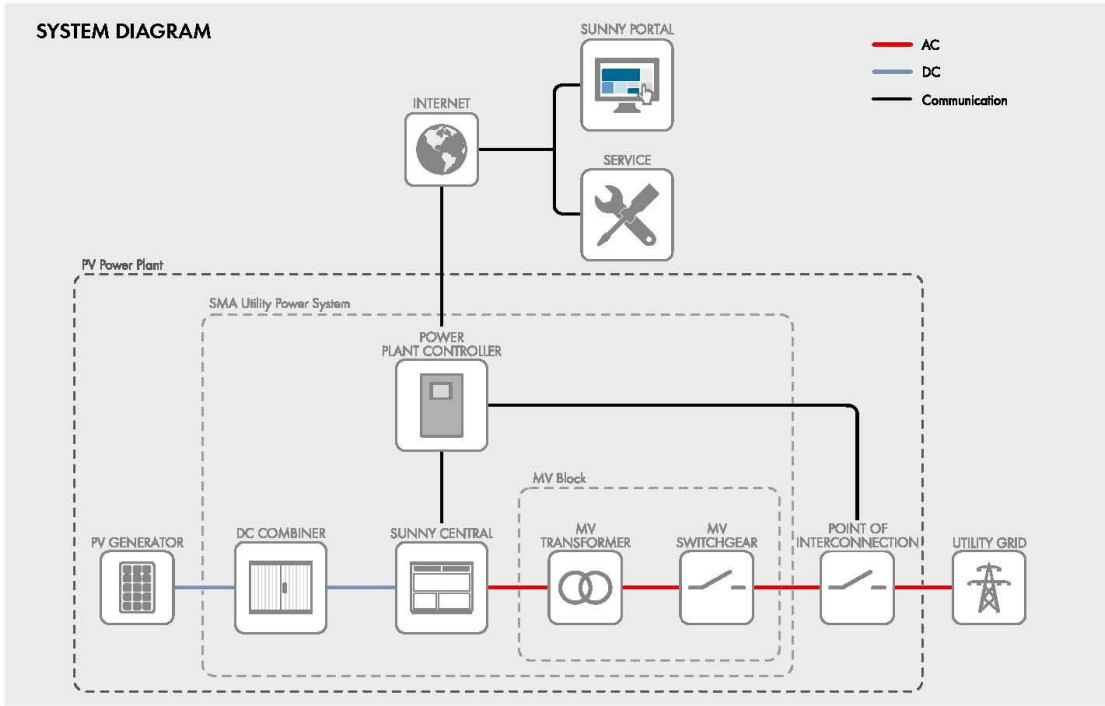 SYSTEM DIAGRAM
SUNNY PORTAL
AC
DC
Communication
INTERNET
SERVICE
PV Power Plant
SMA Utility Power System
POWER
PLANT CONTROLLER
MV Block
PV GENERATOR
DC COMBINER
SUNNY CENTRAL
MV
TRANSFORMER
MV
SWITCHGEAR
POINT OF
INTERCONNECTION
UTILITY GRID